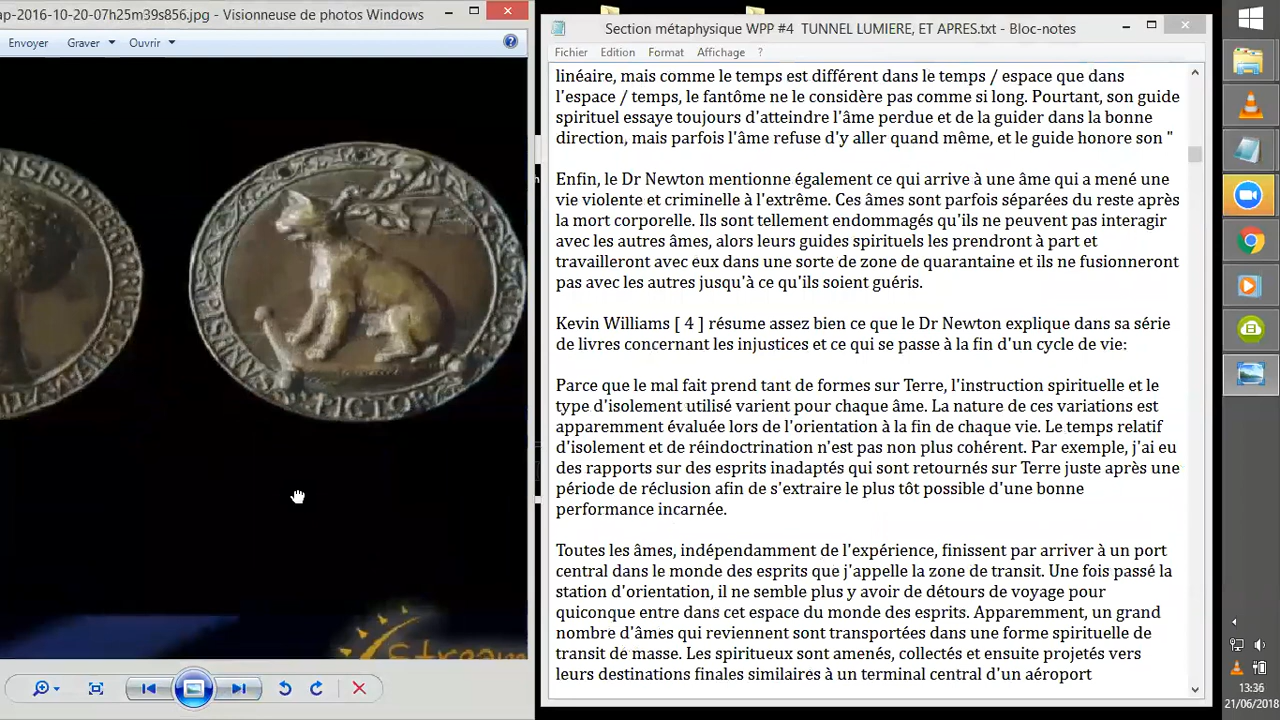 ap-2016-10-20-07h25m39s856.jpg - Visionneuse de photos Windows
Envoyer Graver Ouvrir
PICTOR
Stream
Section métaphysique WPP #4 TUNNEL LUMIERE, ET APRES.txt - Bloc-notes
Fichier Edition Format Affichage ?
linéaire, mais comme le temps est différent dans le temps / espace que dans
l'espace / temps, le fantôme ne le considère pas comme si long. Pourtant, son guide
spirituel essaye toujours d'atteindre l'âme perdue et de la guider dans la bonne
direction, mais parfois l'âme refuse d'y aller quand même, et le guide honore son "
Enfin, le Dr Newton mentionne également ce qui arrive à une âme qui a mené une
vie violente et criminelle à l'extrême. Ces âmes sont parfois séparées du reste après
la mort corporelle. Ils sont tellement endommagés qu'ils ne peuvent pas interagir
avec les autres âmes, alors leurs guides spirituels les prendront à part et
travailleront avec eux dans une sorte de zone de quarantaine et ils ne fusionneront
pas avec les autres jusqu'à ce qu'ils soient guéris.
Kevin Williams [ 4 ] résume assez bien ce que le Dr Newton explique dans sa série
de livres concernant les injustices et ce qui se passe à la fin d'un cycle de vie:
Parce que le mal fait prend tant de formes sur Terre, l'instruction spirituelle et le
type d'isolement utilisé varient pour chaque âme. La nature de ces variations est
apparemment évaluée lors de l'orientation à la fin de chaque vie. Le temps relatif
d'isolement et de réindoctrination n'est pas non plus cohérent. Par exemple, j'ai eu
des rapports sur des esprits inadaptés qui sont retournés sur Terre juste après une
période de réclusion afin de s'extraire le plus tôt possible d'une bonne
performance incarnée.
Toutes les âmes, indépendamment de l'expérience, finissent par arriver à un port
central dans le monde des esprits que j'appelle la zone de transit. Une fois passé la
station d'orientation, il ne semble plus y avoir de détours de voyage pour
quiconque entre dans cet espace du monde des esprits. Apparemment, un grand
nombre d'âmes qui reviennent sont transportées dans une forme spirituelle de
transit de masse. Les spiritueux sont amenés, collectés et ensuite projetés vers
leurs destinations finales similaires à un terminal central d'un aéroport
13:36
21/06/2018